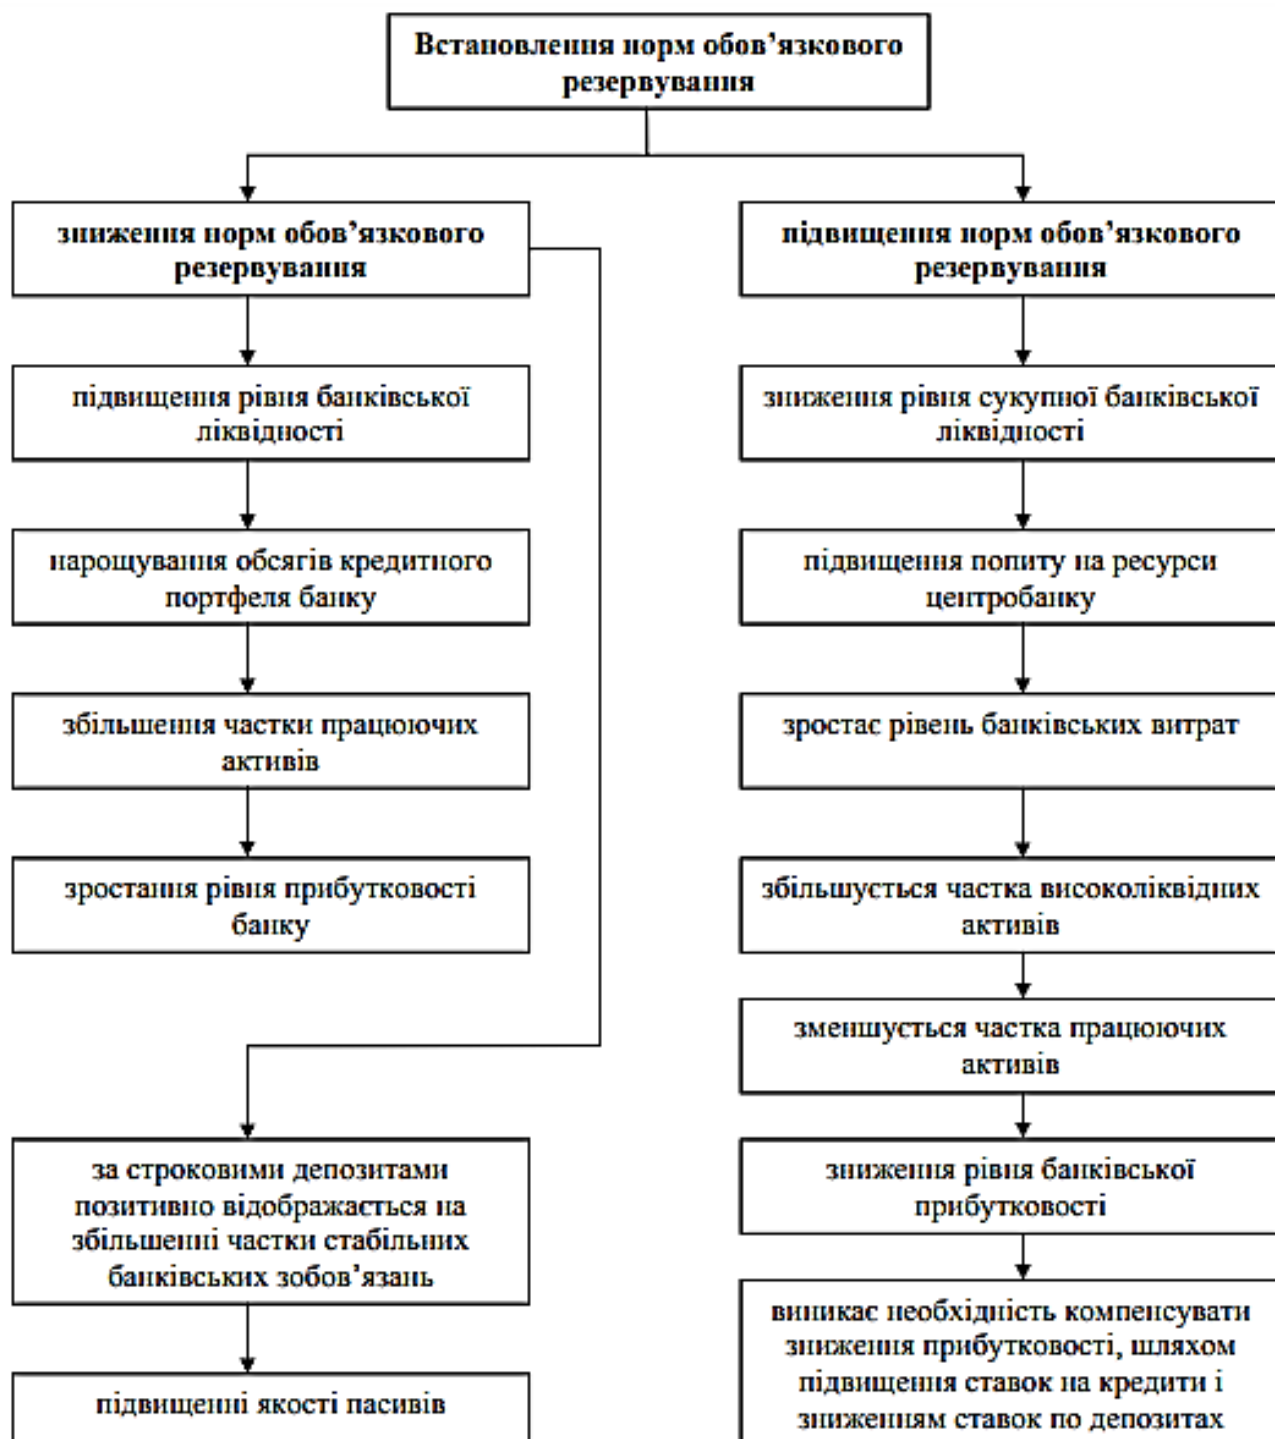 Встановлення норм обов’язкового
резервування
зниження норм обов’язкового
резервування
підвищення рівня банківської
ліквідності
нарощування обсягів кредитного
портфеля банку
збільшення частки працюючих
активів
зростання рівня прибутковості
банку
за строковими депозитами
позитивно відображається на
збільшенні частки стабільних
банківських зобов’язань
підвищенні якості пасивів
підвищення норм обов’язкового
резервування
зниження рівня сукупної банківської
ліквідності
підвищення попиту на ресурси
центробанку
зростає рівень банківських витрат
збільшується частка високоліквідних
активів
зменшується частка працюючих
активів
зниження рівня банківської
прибутковості
виникає необхідність компенсувати
зниження прибутковості, шляхом
підвищення ставок на кредити і
зниженням ставок по депозитах